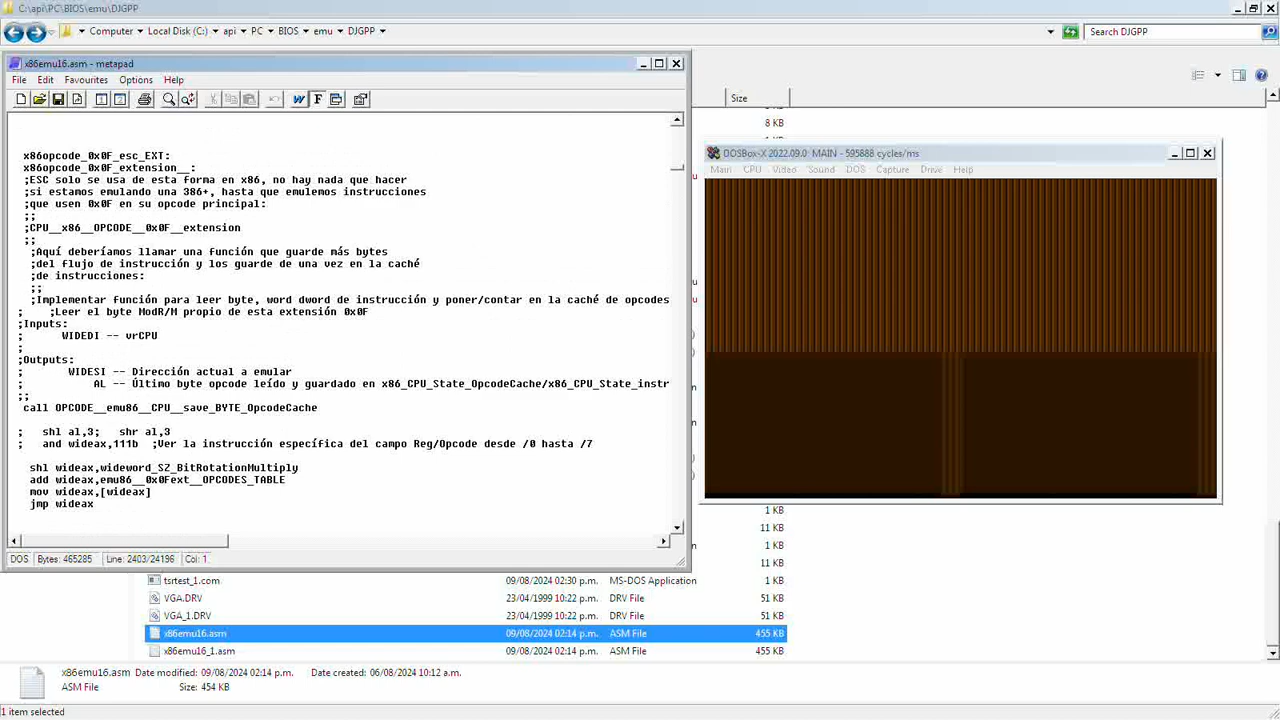 C:\api\PC\BIOS\emu\DJGPP
Computer
Local Disk (C:)
api
PC
BIOS
emu
DJGPP
Search DJGPP
x86emu16.asm - metapad
File Edit Favourites Options Help
Size
8 KB
x86opcode_0x0F_esc_EXT:
x86opcode_0x0F_extension__:
;ESC solo se usa de esta forma en x86, no hay nada que hacer
;si estamos emulando una 386+, hasta que emulemos instrucciones
;que usen 0x0F en su opcode principal:
;;
;CPU__x86__OPCODE__0x0F__extension
;;
;Aquí deberíamos llamar una función que guarde más bytes
;del flujo de instrucción y los guarde de una vez en la caché
;de instrucciones:
;;
;Implementar función para leer byte, word dword de instrucción y poner/contar en la caché de opcodes
; ;Leer el byte ModR/M propio de esta extensión 0x0F
;Inputs:
; WIDEDI -- vrCPU
;
;Outputs:
; WIDESI -- Dirección actual a emular
; AL -- Último byte opcode leído y guardado en x86_CPU_State_OpcodeCache/x86_CPU_State_instr
;;
call OPCODE__emu86__CPU__save_BYTE_OpcodeCache
; shl al,3; shr al,3
; and wideax,111b ;Ver la instrucción específica del campo Reg/Opcode desde /0 hasta /7
shl wideax,wideword_SZ_BitRotationMultiply
add wideax,emu86__0x0Fext__OPCODES_TABLE
mov wideax,[wideax]
jmp wideax
DOS Bytes: 465285 Line: 2403/24196 Col: 1
DOSBox-X 2022.09.0: MAIN - 595888 cycles/ms
Main CPU Video Sound DOS Capture Drive Help
1 KB
11 KB
1 KB
11 KB
tsrtest_1.com 09/08/2024 02:30 p.m. MS-DOS Application 1 KB
VGA.DRV 23/04/1999 10:22 p.m. DRV File 51 KB
VGA_1.DRV 23/04/1999 10:22 p.m. DRV File 51 KB
x86emu16.asm 09/08/2024 02:14 p.m. ASM File 455 KB
x86emu16_1.asm 09/08/2024 02:14 p.m. ASM File 455 KB
x86emu16.asm Date modified: 09/08/2024 02:14 p.m. Date created: 06/08/2024 10:12 a.m.
ASM File Size: 454 KB
1 item selected